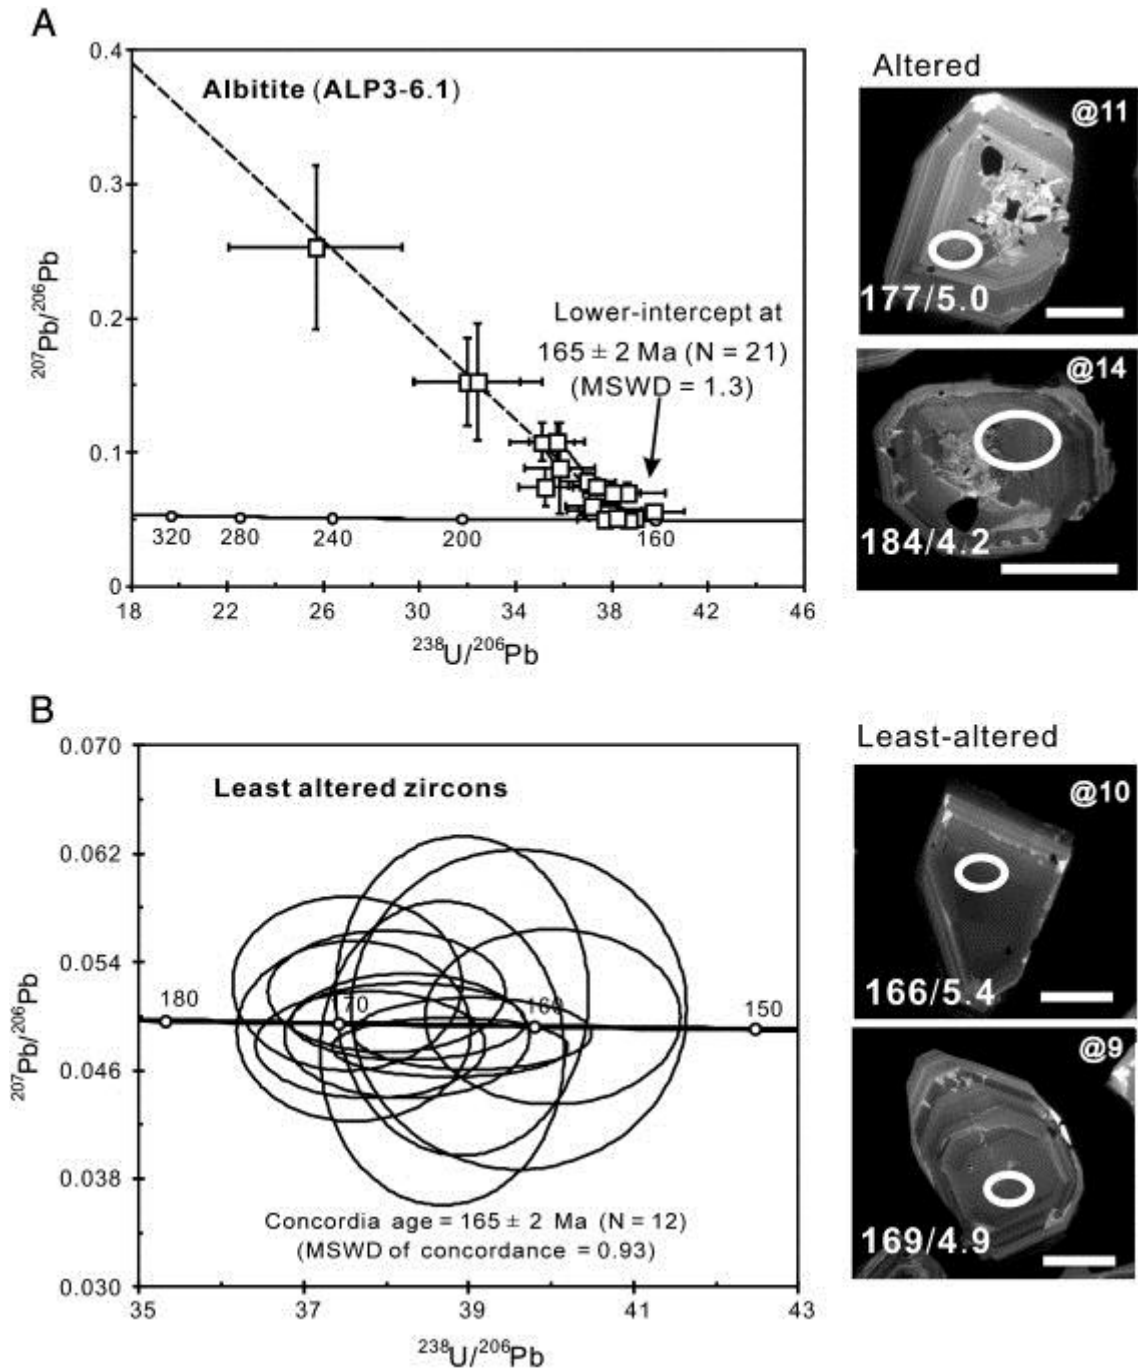 A
Albitite (ALP3-6.1)
0.4
0.3
0.2
0.1
0
²⁰⁷Pb/²⁰⁶Pb
Lower-intercept at
165 ± 2 Ma (N = 21)
(MSWD = 1.3)
320
280
240
200
160
18
22
26
30
34
38
42
46
²³⁸U/²⁰⁶Pb
Altered
@11
177/5.0
@14
184/4.2
B
Least altered zircons
0.070
0.062
0.054
0.046
0.038
0.030
²⁰⁷Pb/²⁰⁶Pb
180
170
160
150
Concordia age = 165 ± 2 Ma (N = 12)
(MSWD of concordance = 0.93)
35
37
39
41
43
²³⁸U/²⁰⁶Pb
Least-altered
@10
166/5.4
@9
169/4.9